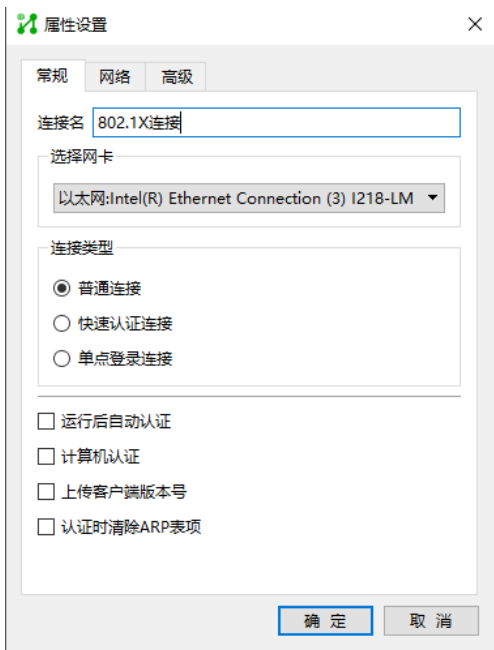 属性设置
常规 网络 高级
连接名 802.1X连接
选择网卡
以太网:Intel(R) Ethernet Connection (3) I218-LM
连接类型
普通连接
快速认证连接
单点登录连接
运行后自动认证
计算机认证
上传客户端版本号
认证时清除ARP表项
确 定 取 消